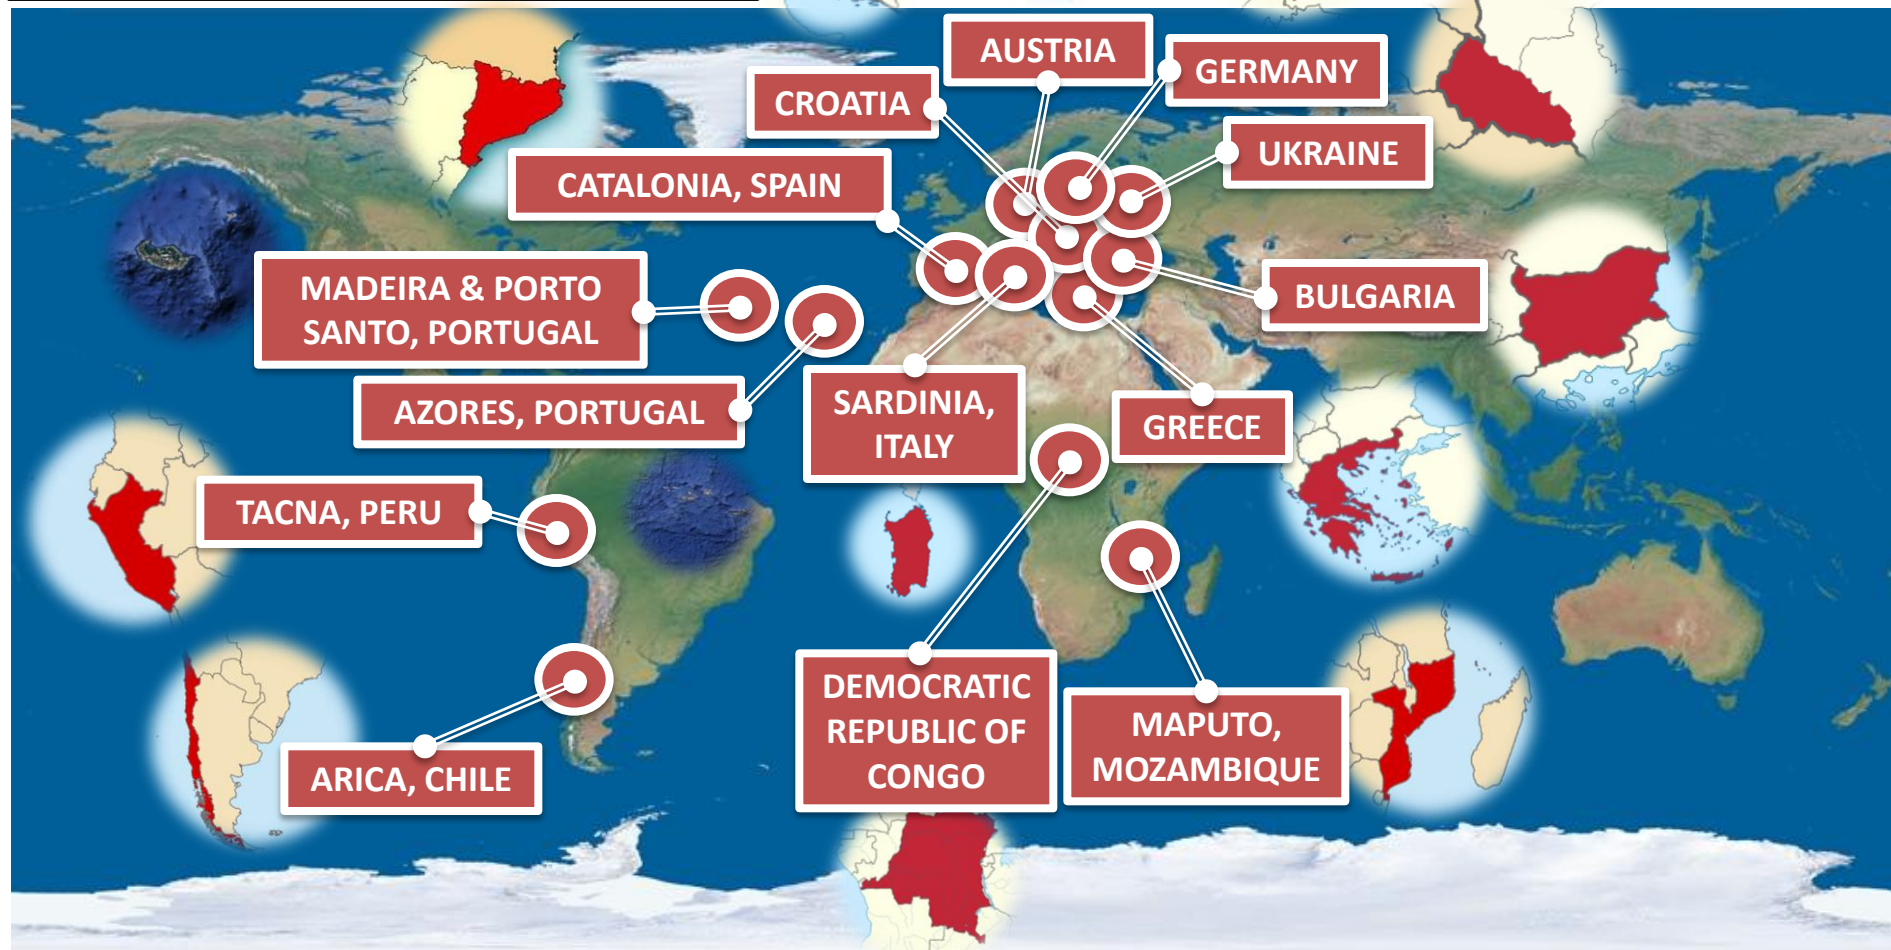 AUSTRIA
GERMANY
CROATIA
UKRAINE
CATALONIA, SPAIN
MADEIRA & PORTO
SANTO, PORTUGAL
BULGARIA
AZORES, PORTUGAL
SARDINIA,
ITALY
GREECE
TACNA, PERU
DEMOCRATIC
REPUBLIC OF
CONGO
MAPUTO,
MOZAMBIQUE
ARICA, CHILE